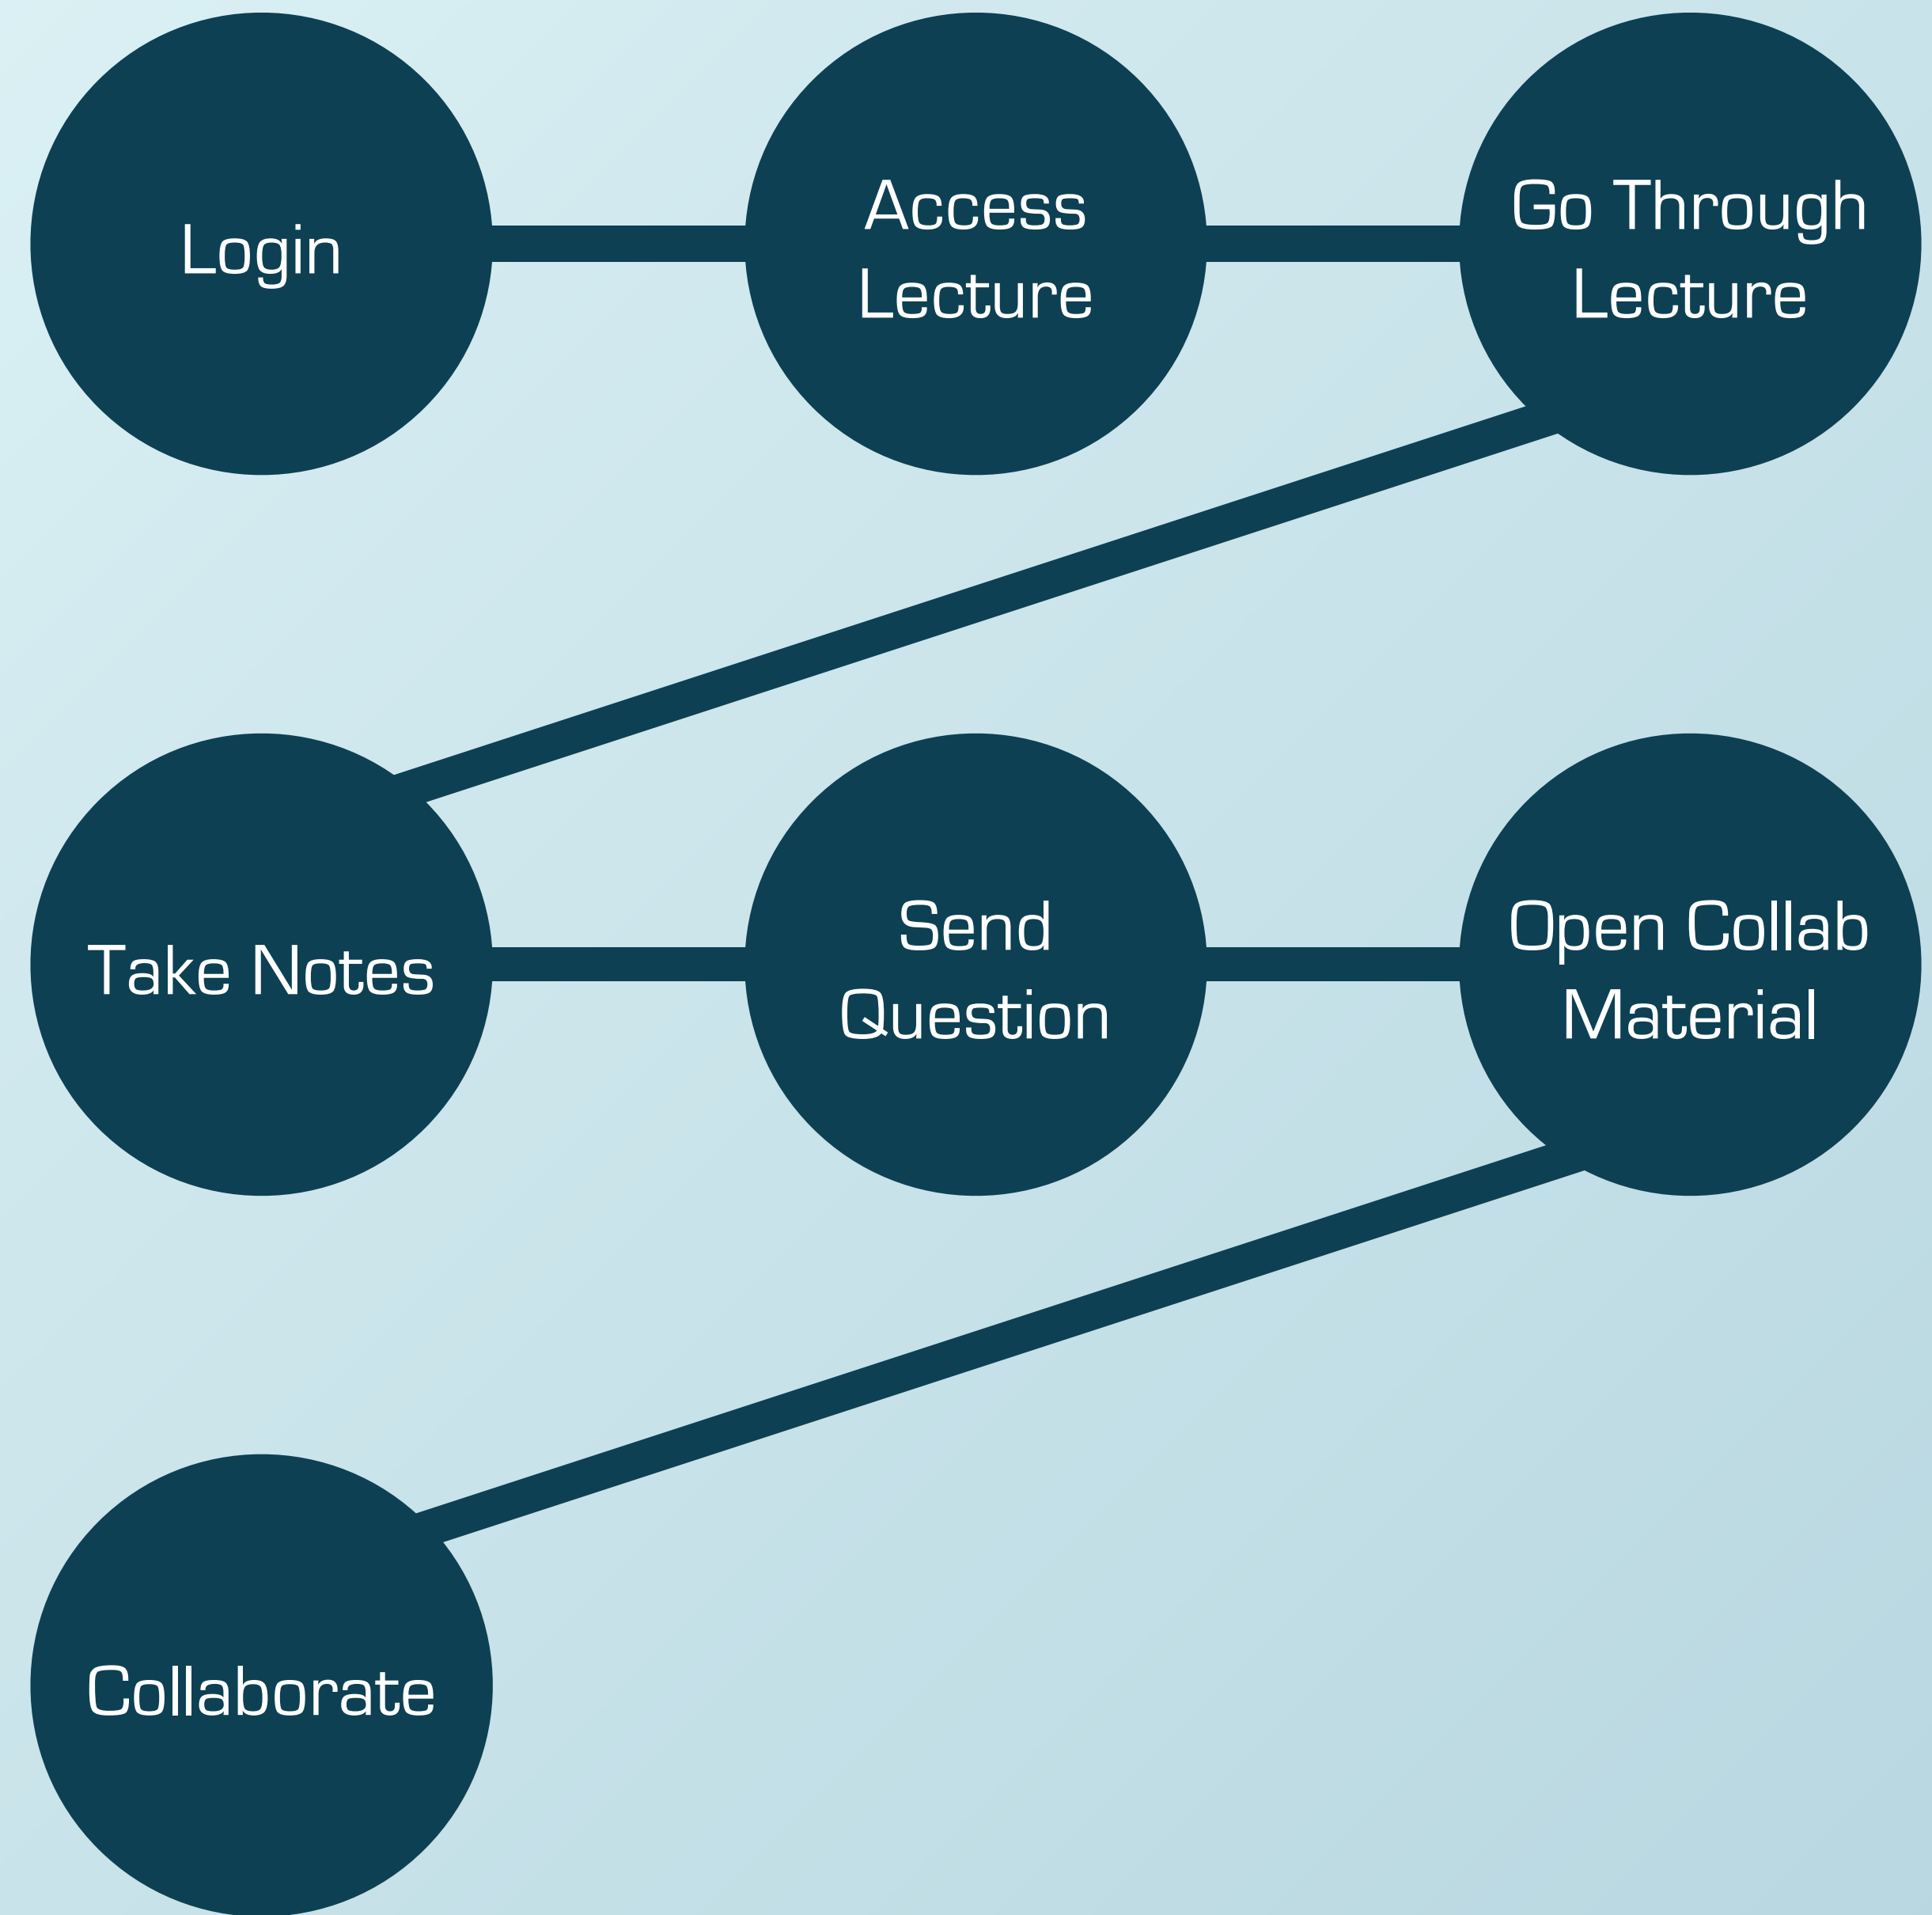 Login
Access
Lecture
Go Through
Lecture
Take Notes
Send
Question
Open Collab
Material
Collaborate